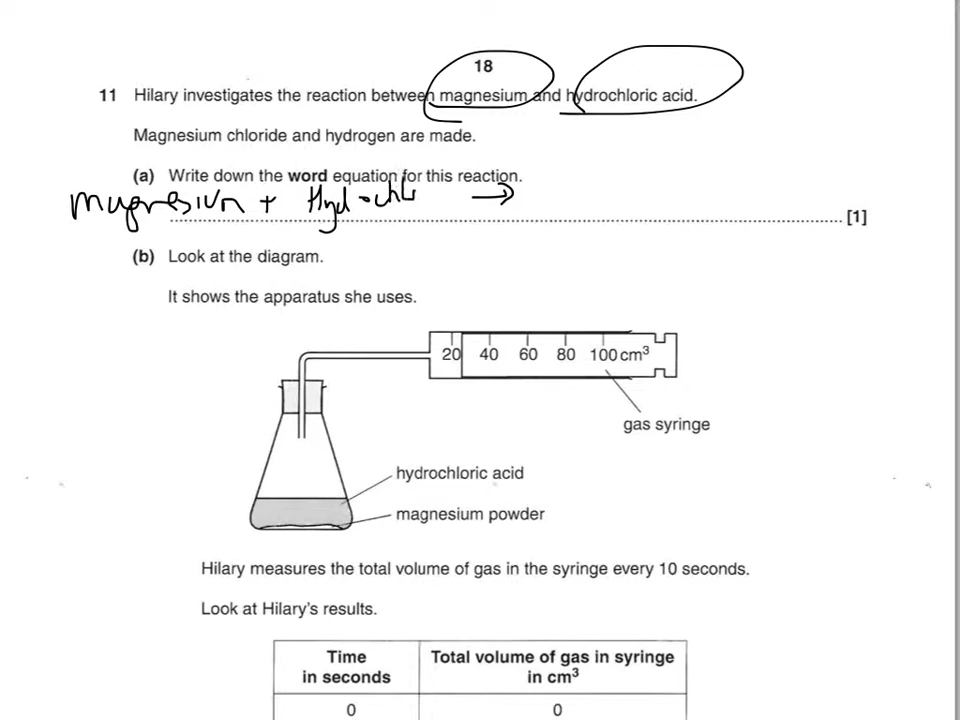 18
11 Hilary investigates the reaction between magnesium and hydrochloric acid.
Magnesium chloride and hydrogen are made.
(a) Write down the word equation for this reaction.
magnesium + Hyd-chl →
[1]
(b) Look at the diagram.
It shows the apparatus she uses.
20 40 60 80 100 cm³
gas syringe
hydrochloric acid
magnesium powder
Hilary measures the total volume of gas in the syringe every 10 seconds.
Look at Hilary's results.
Time in seconds
Total volume of gas in syringe in cm³
0 0